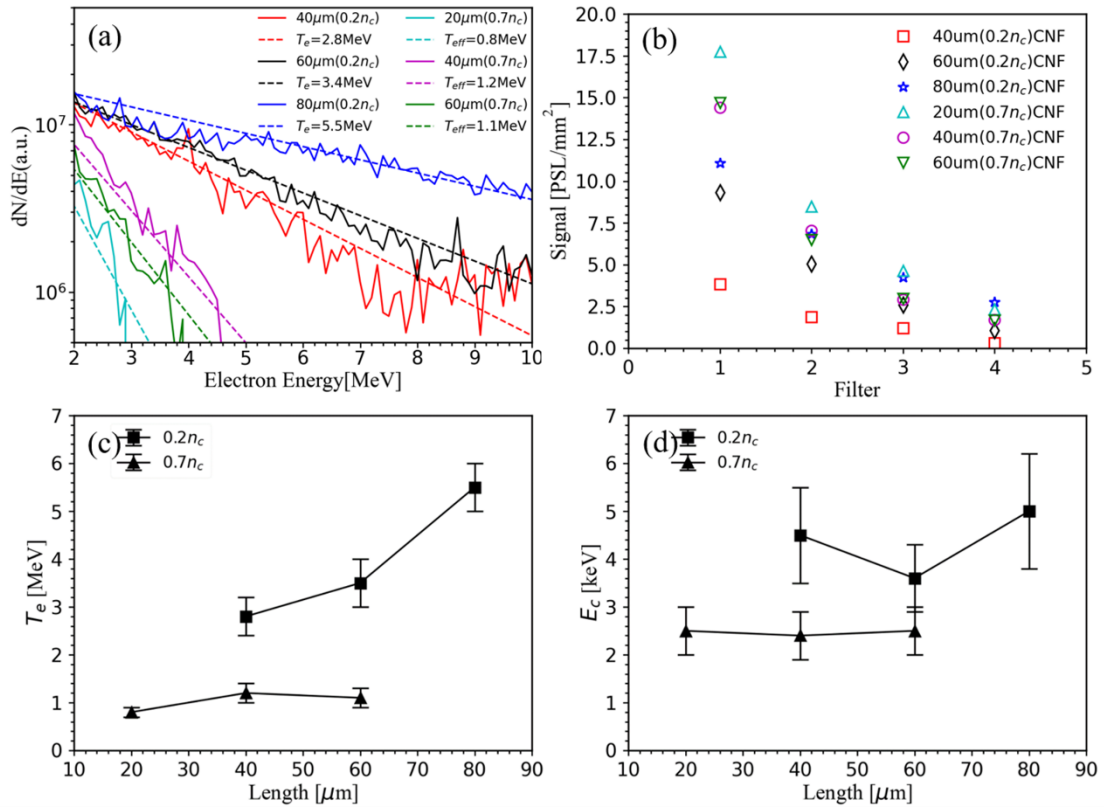 (a)
40μm(0.2n_c)
T_e=2.8MeV
60μm(0.2n_c)
T_e=3.4MeV
80μm(0.2n_c)
T_e=5.5MeV
20μm(0.7n_c)
T_eff=0.8MeV
40μm(0.7n_c)
T_eff=1.2MeV
60μm(0.7n_c)
T_eff=1.1MeV
dN/dE(a.u.)
10^7
10^6
2 3 4 5 6 7 8 9 10
Electron Energy[MeV]
(b)
40um(0.2n_c)CNF
60um(0.2n_c)CNF
80um(0.2n_c)CNF
20um(0.7n_c)CNF
40um(0.7n_c)CNF
60um(0.7n_c)CNF
Signal [PSL/mm²]
20.0
17.5
15.0
12.5
10.0
7.5
5.0
2.5
0.0
0 1 2 3 4 5
Filter
(c)
0.2n_c
0.7n_c
T_e [MeV]
7
6
5
4
3
2
1
0
10 20 30 40 50 60 70 80 90
Length [μm]
(d)
0.2n_c
0.7n_c
E_c [keV]
7
6
5
4
3
2
1
0
10 20 30 40 50 60 70 80 90
Length [μm]